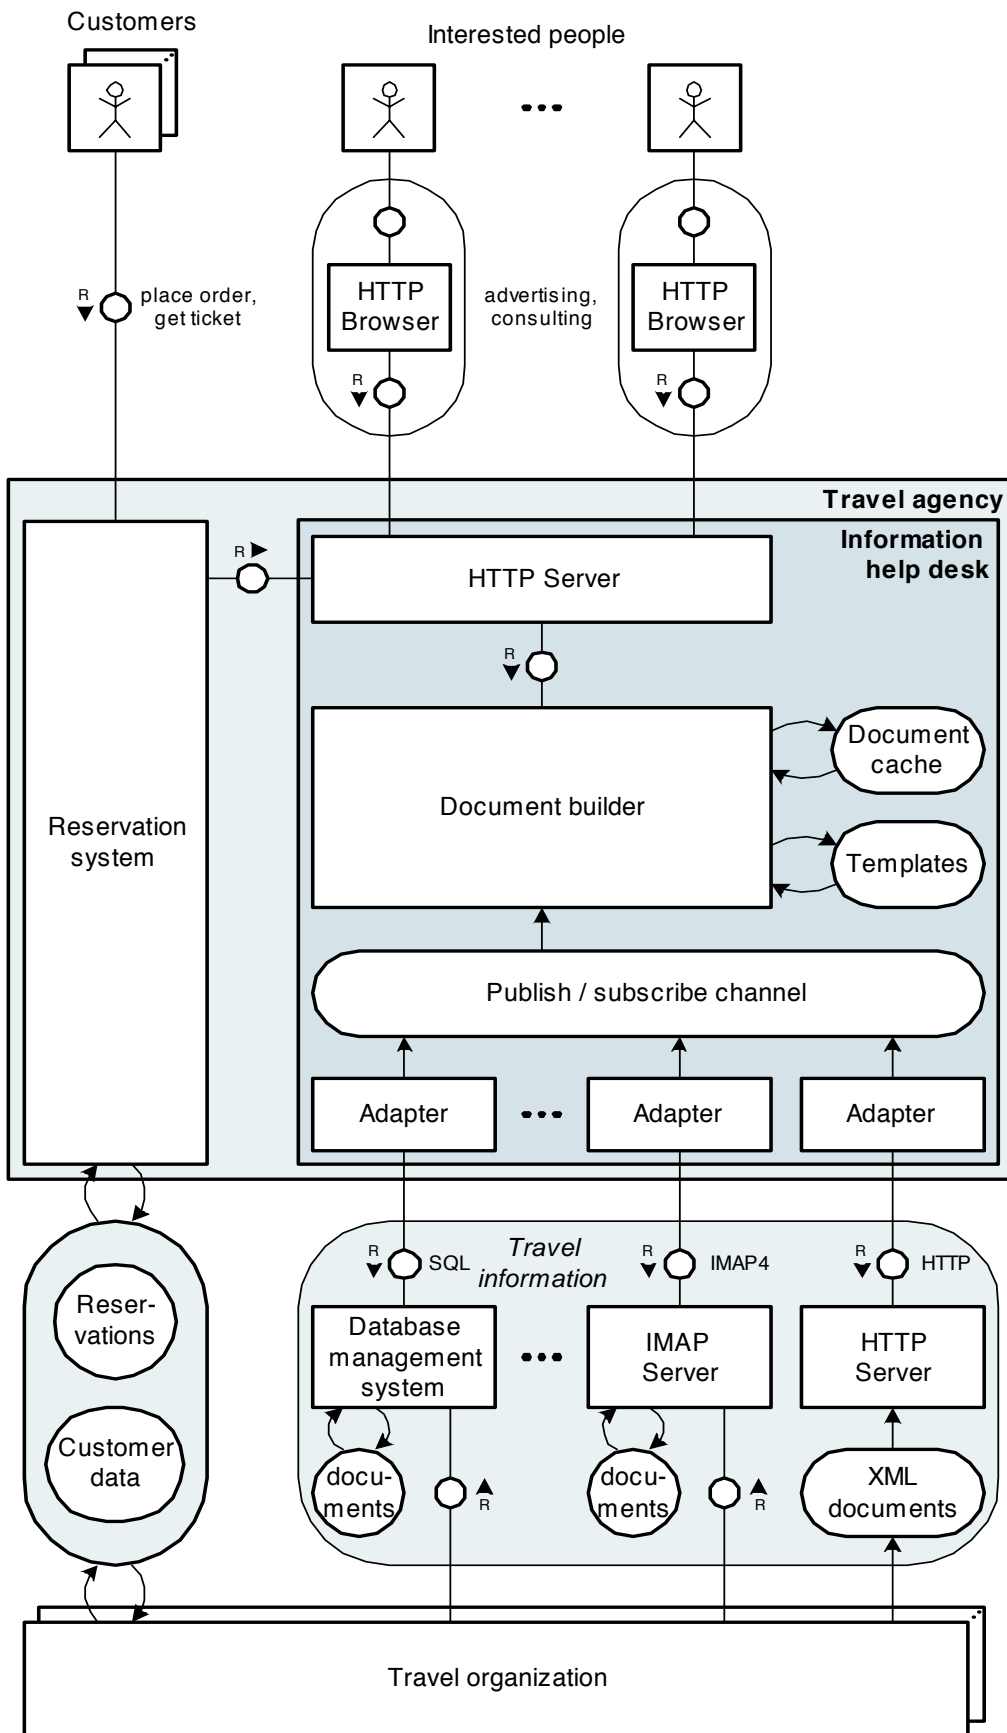 Customers
Interested people
R
place order,
get ticket
HTTP
Browser
advertising,
consulting
HTTP
Browser
R
R
Travel agency
Information
help desk
R
HTTP Server
R
Document
cache
Document builder
Reservation
system
Templates
Publish / subscribe channel
Adapter
Adapter
Adapter
R
SQL
Travel
information
R
IMAP4
R
HTTP
Reser-
vations
Database
management
system
IMAP
Server
HTTP
Server
Customer
data
docu-
ments
R
docu-
ments
R
XML
documents
Travel organization